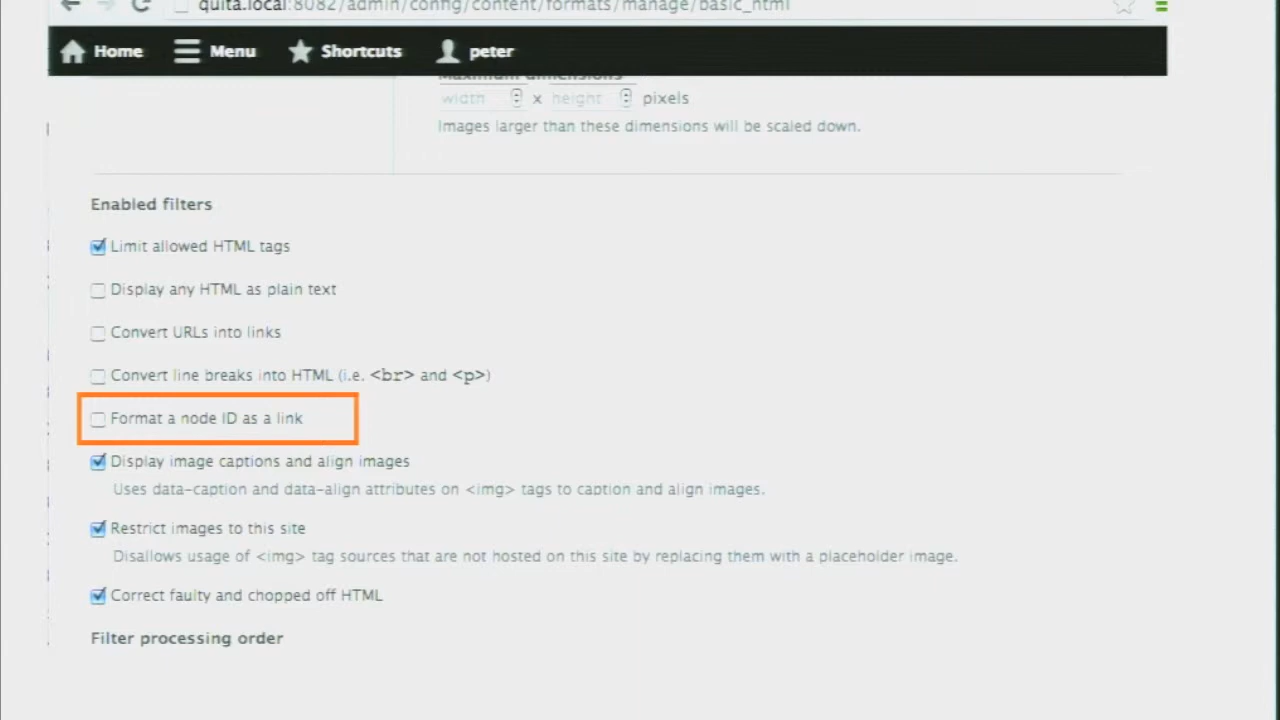 quita.local:8082/admin/config/content/formats/manage/basic_html
Home Menu Shortcuts peter
Maximum dimensions
width x height pixels
Images larger than these dimensions will be scaled down.
Enabled filters
Limit allowed HTML tags
Display any HTML as plain text
Convert URLs into links
Convert line breaks into HTML (i.e. <br> and <p>)
Format a node ID as a link
Display image captions and align images
Uses data-caption and data-align attributes on <img> tags to caption and align images.
Restrict images to this site
Disallows usage of <img> tag sources that are not hosted on this site by replacing them with a placeholder image.
Correct faulty and chopped off HTML
Filter processing order